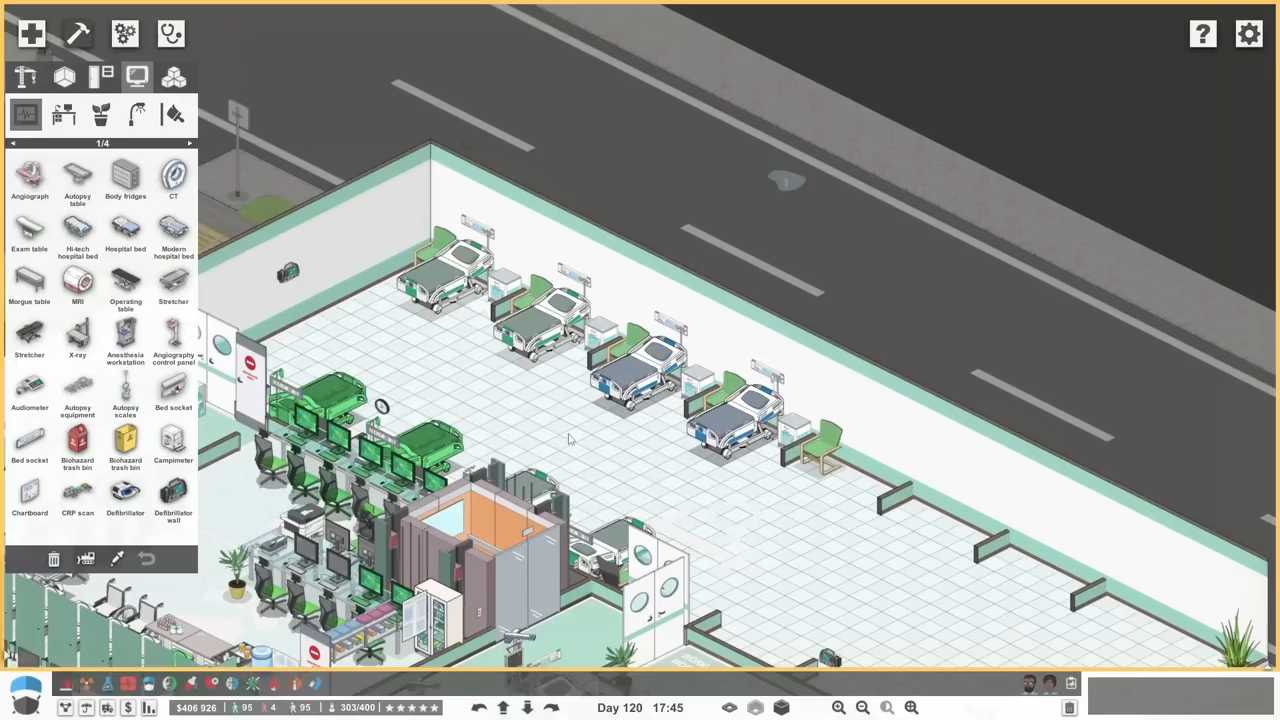 1/4
Angiograph
Autopsy table
Body fridges
CT
Exam table
Hi-tech hospital bed
Hospital bed
Modern hospital bed
Morgue table
MRI
Operating table
Stretcher
Stretcher
X-ray
Anesthesia workstation
Angiography control panel
Audiometer
Autopsy equipment
Autopsy scales
Bed socket
Bed socket
Biohazard trash bin
Biohazard trash bin
Campimeter
Chartboard
CRP scan
Defibrillator
Defibrillator wall
$406 926
95
4
95
303/400
Day 120 17:45